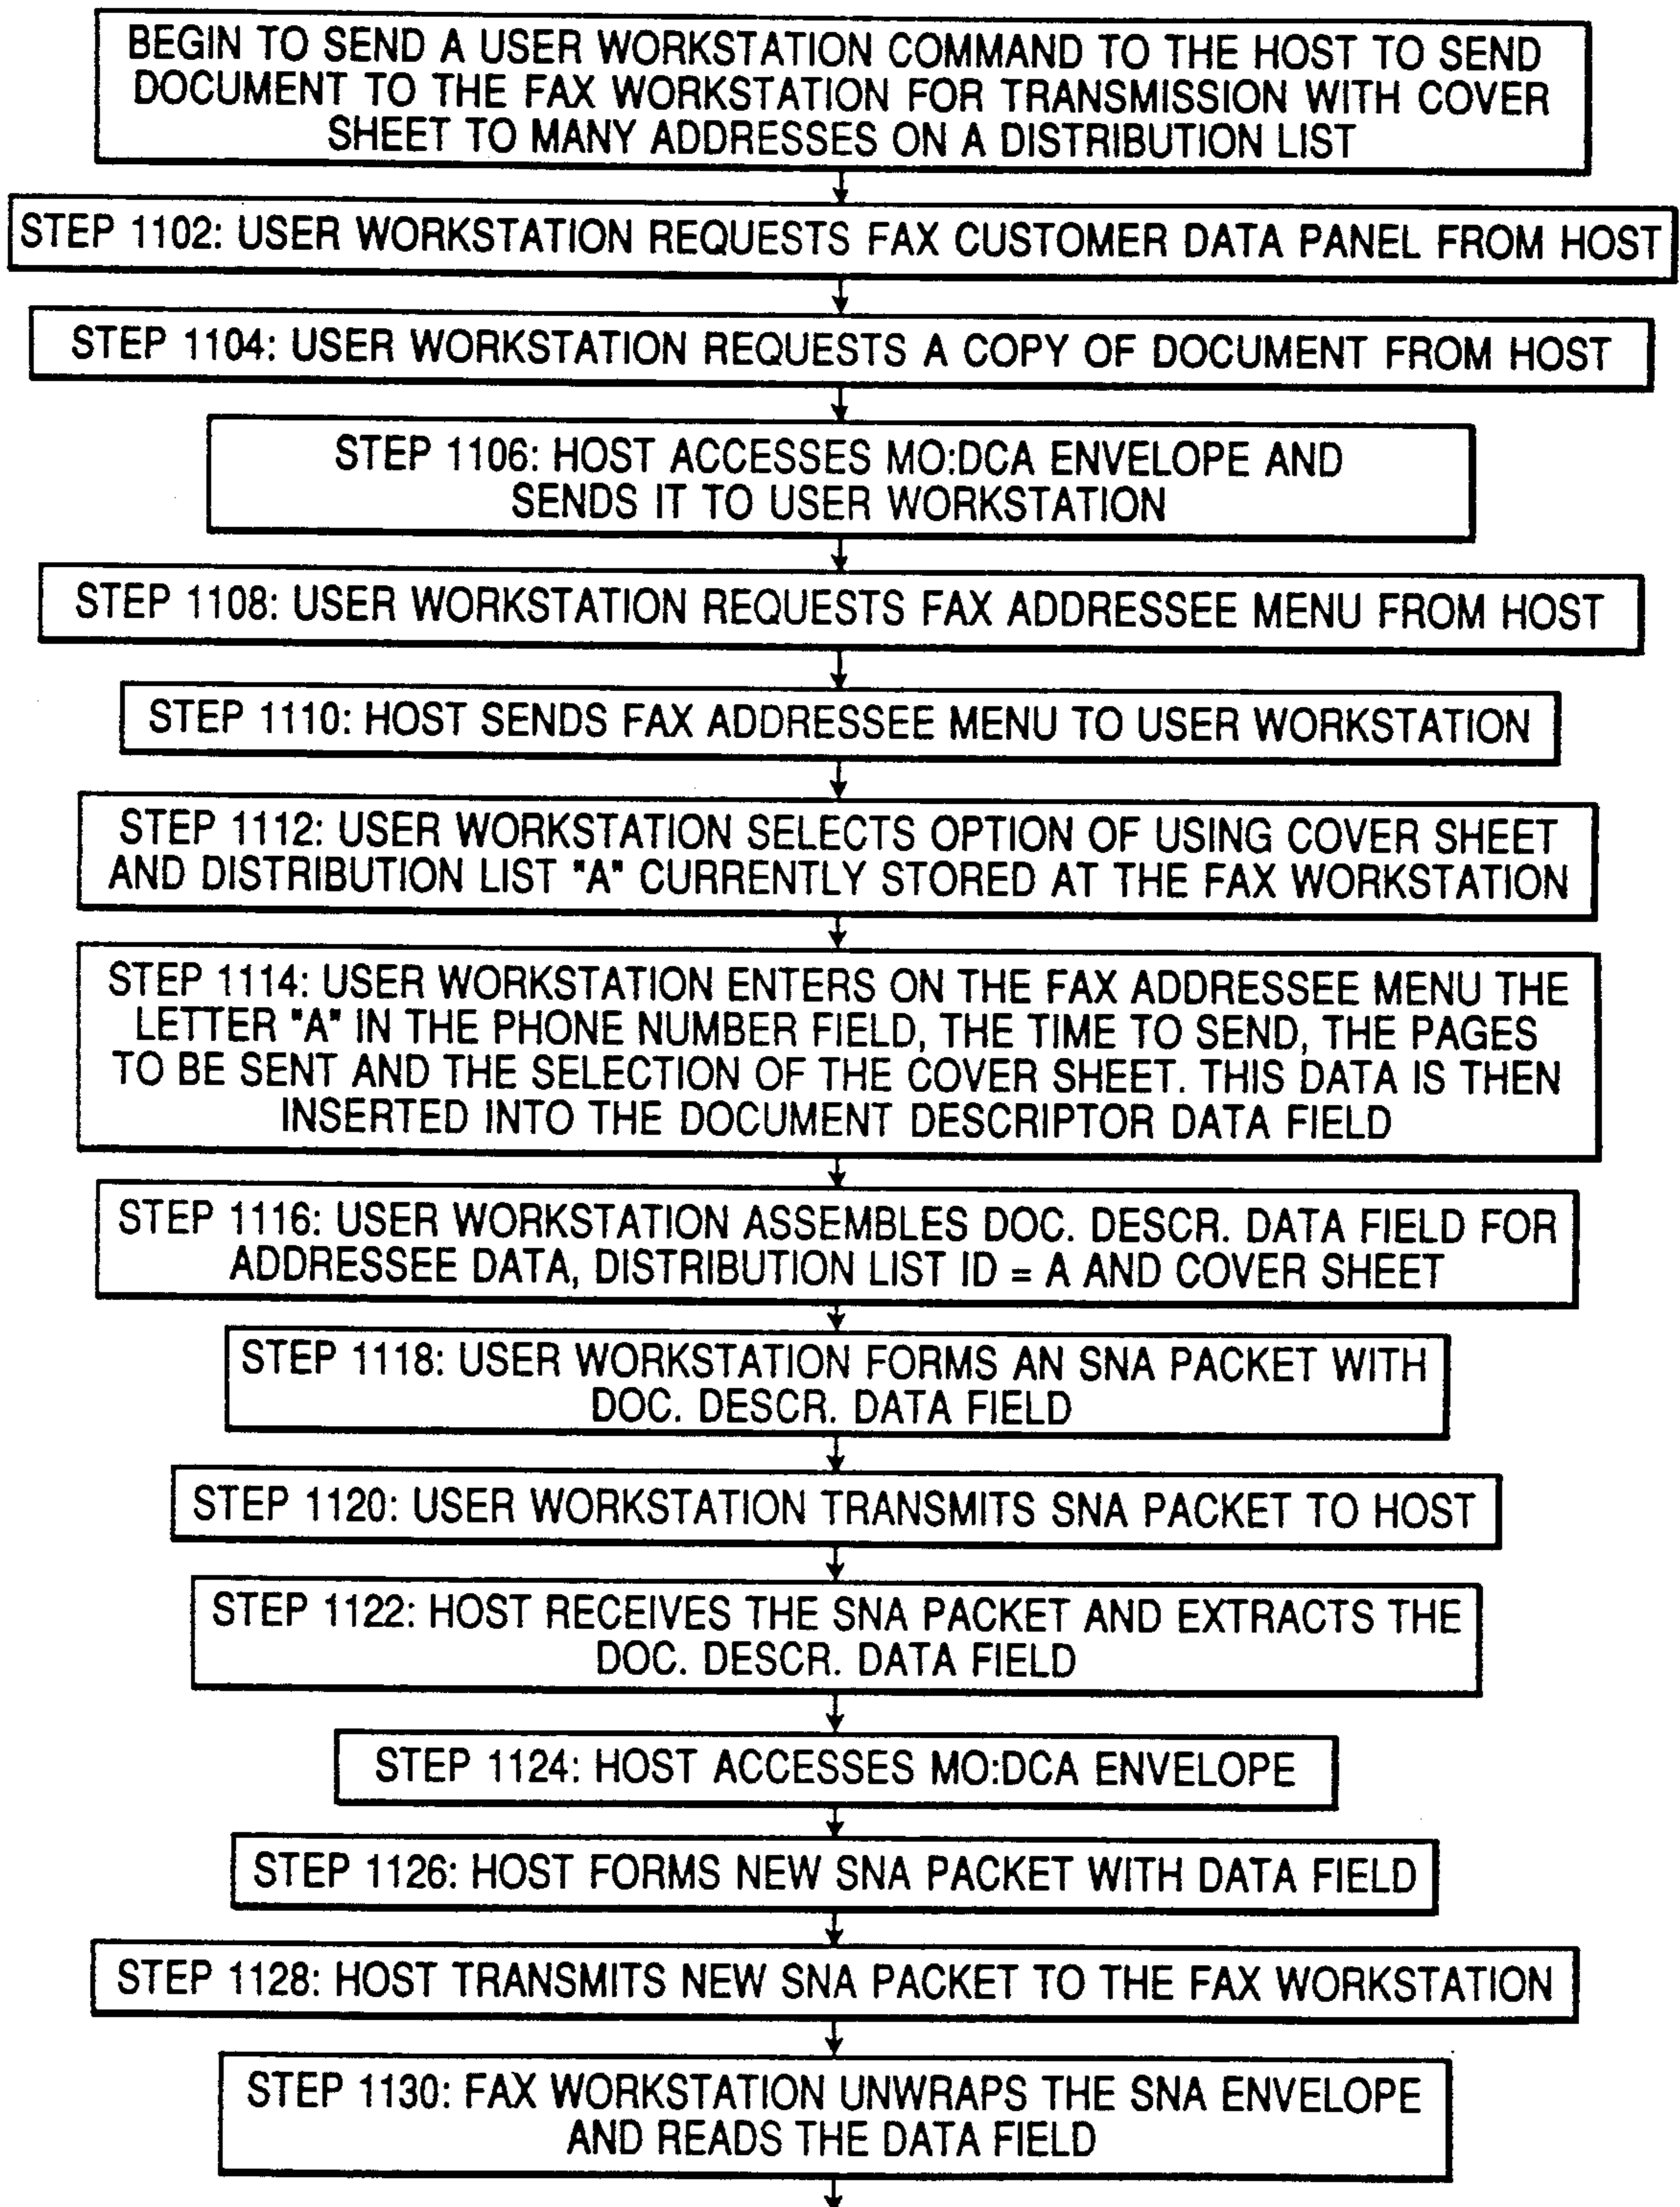 BEGIN TO SEND A USER WORKSTATION COMMAND TO THE HOST TO SEND
DOCUMENT TO THE FAX WORKSTATION FOR TRANSMISSION WITH COVER
SHEET TO MANY ADDRESSES ON A DISTRIBUTION LIST
STEP 1102: USER WORKSTATION REQUESTS FAX CUSTOMER DATA PANEL FROM HOST
STEP 1104: USER WORKSTATION REQUESTS A COPY OF DOCUMENT FROM HOST
STEP 1106: HOST ACCESSES MO:DCA ENVELOPE AND
SENDS IT TO USER WORKSTATION
STEP 1108: USER WORKSTATION REQUESTS FAX ADDRESSEE MENU FROM HOST
STEP 1110: HOST SENDS FAX ADDRESSEE MENU TO USER WORKSTATION
STEP 1112: USER WORKSTATION SELECTS OPTION OF USING COVER SHEET
AND DISTRIBUTION LIST "A" CURRENTLY STORED AT THE FAX WORKSTATION
STEP 1114: USER WORKSTATION ENTERS ON THE FAX ADDRESSEE MENU THE
LETTER "A" IN THE PHONE NUMBER FIELD, THE TIME TO SEND, THE PAGES
TO BE SENT AND THE SELECTION OF THE COVER SHEET. THIS DATA IS THEN
INSERTED INTO THE DOCUMENT DESCRIPTOR DATA FIELD
STEP 1116: USER WORKSTATION ASSEMBLES DOC. DESCR. DATA FIELD FOR
ADDRESSEE DATA, DISTRIBUTION LIST ID = A AND COVER SHEET
STEP 1118: USER WORKSTATION FORMS AN SNA PACKET WITH
DOC. DESCR. DATA FIELD
STEP 1120: USER WORKSTATION TRANSMITS SNA PACKET TO HOST
STEP 1122: HOST RECEIVES THE SNA PACKET AND EXTRACTS THE
DOC. DESCR. DATA FIELD
STEP 1124: HOST ACCESSES MO:DCA ENVELOPE
STEP 1126: HOST FORMS NEW SNA PACKET WITH DATA FIELD
STEP 1128: HOST TRANSMITS NEW SNA PACKET TO THE FAX WORKSTATION
STEP 1130: FAX WORKSTATION UNWRAPS THE SNA ENVELOPE
AND READS THE DATA FIELD